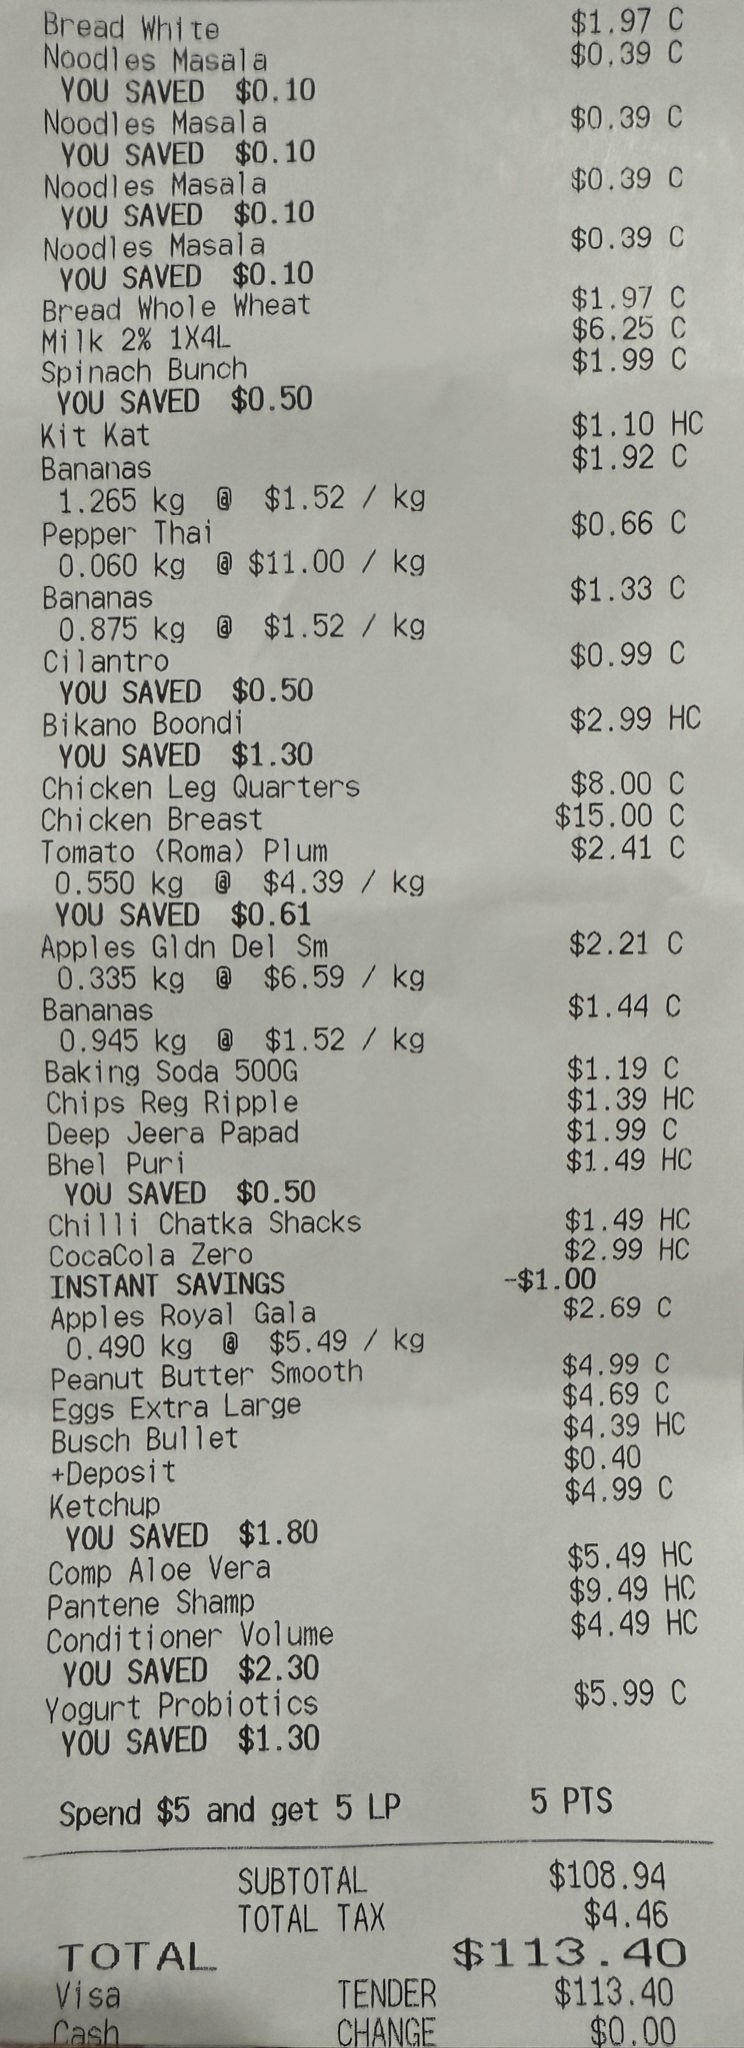 Bread White $1.97 C
Noodles Masala $0.39 C
YOU SAVED $0.10
Noodles Masala $0.39 C
YOU SAVED $0.10
Noodles Masala $0.39 C
YOU SAVED $0.10
Noodles Masala $0.39 C
YOU SAVED $0.10
Bread Whole Wheat $1.97 C
Milk 2% 1X4L $6.25 C
Spinach Bunch $1.99 C
YOU SAVED $0.50
Kit Kat $1.10 HC
Bananas $1.92 C
1.265 kg @ $1.52 / kg
Pepper Thai $0.66 C
0.060 kg @ $11.00 / kg
Bananas $1.33 C
0.875 kg @ $1.52 / kg
Cilantro $0.99 C
YOU SAVED $0.50
Bikano Boondi $2.99 HC
YOU SAVED $1.30
Chicken Leg Quarters $8.00 C
Chicken Breast $15.00 C
Tomato (Roma) Plum $2.41 C
0.550 kg @ $4.39 / kg
YOU SAVED $0.61
Apples Gldn Del Sm $2.21 C
0.335 kg @ $6.59 / kg
Bananas $1.44 C
0.945 kg @ $1.52 / kg
Baking Soda 500G $1.19 C
Chips Reg Ripple $1.39 HC
Deep Jeera Papad $1.99 C
Bhel Puri $1.49 HC
YOU SAVED $0.50
Chilli Chatka Shacks $1.49 HC
CocaCola Zero $2.99 HC
INSTANT SAVINGS -$1.00
Apples Royal Gala $2.69 C
0.490 kg @ $5.49 / kg
Peanut Butter Smooth $4.99 C
Eggs Extra Large $4.69 C
Busch Bullet $4.39 HC
+Deposit $0.40
Ketchup $4.99 C
YOU SAVED $1.80
Comp Aloe Vera $5.49 HC
Pantene Shamp $9.49 HC
Conditioner Volume $4.49 HC
YOU SAVED $2.30
Yogurt Probiotics $5.99 C
YOU SAVED $1.30
Spend $5 and get 5 LP 5 PTS
SUBTOTAL $108.94
TOTAL TAX $4.46
TOTAL $113.40
Visa TENDER $113.40
Cash CHANGE $0.00